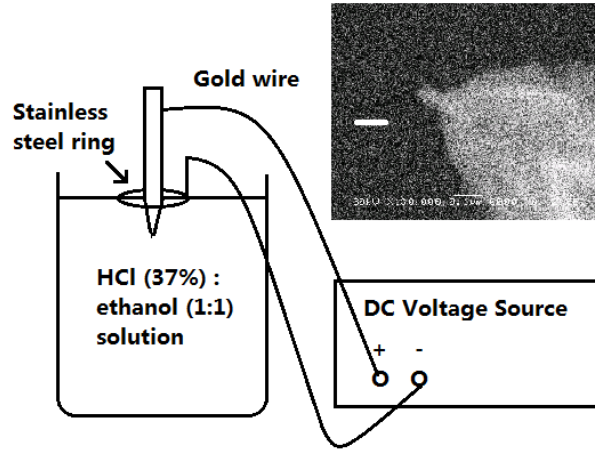 Gold wire
Stainless
steel ring
HCl (37%) :
ethanol (1:1)
solution
DC Voltage Source
+ -